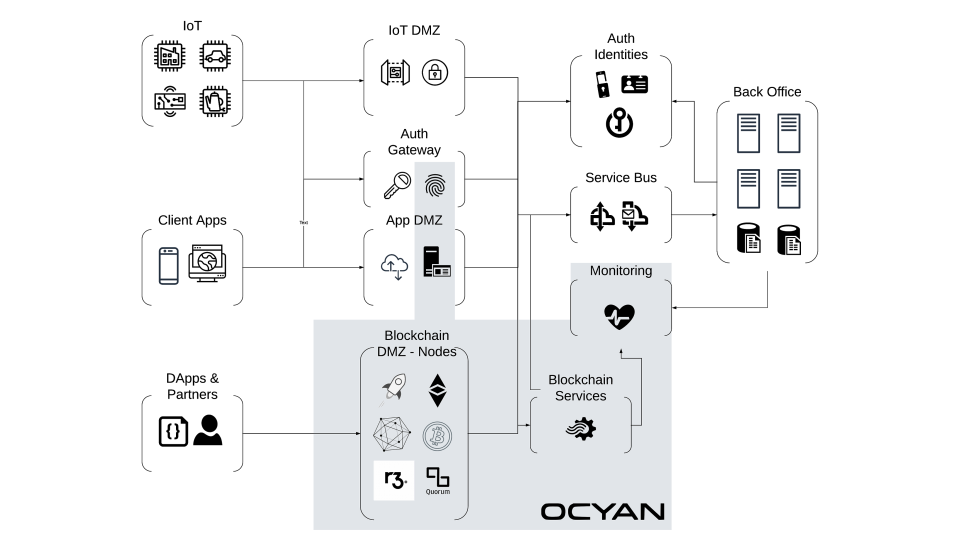 IoT
IoT DMZ
Auth
Identities
Back Office
Auth
Gateway
Service Bus
Client Apps
Text
App DMZ
Monitoring
Blockchain
DMZ - Nodes
DApps &
Partners
Blockchain
Services
{}
r3.
Quorum
OCYAN